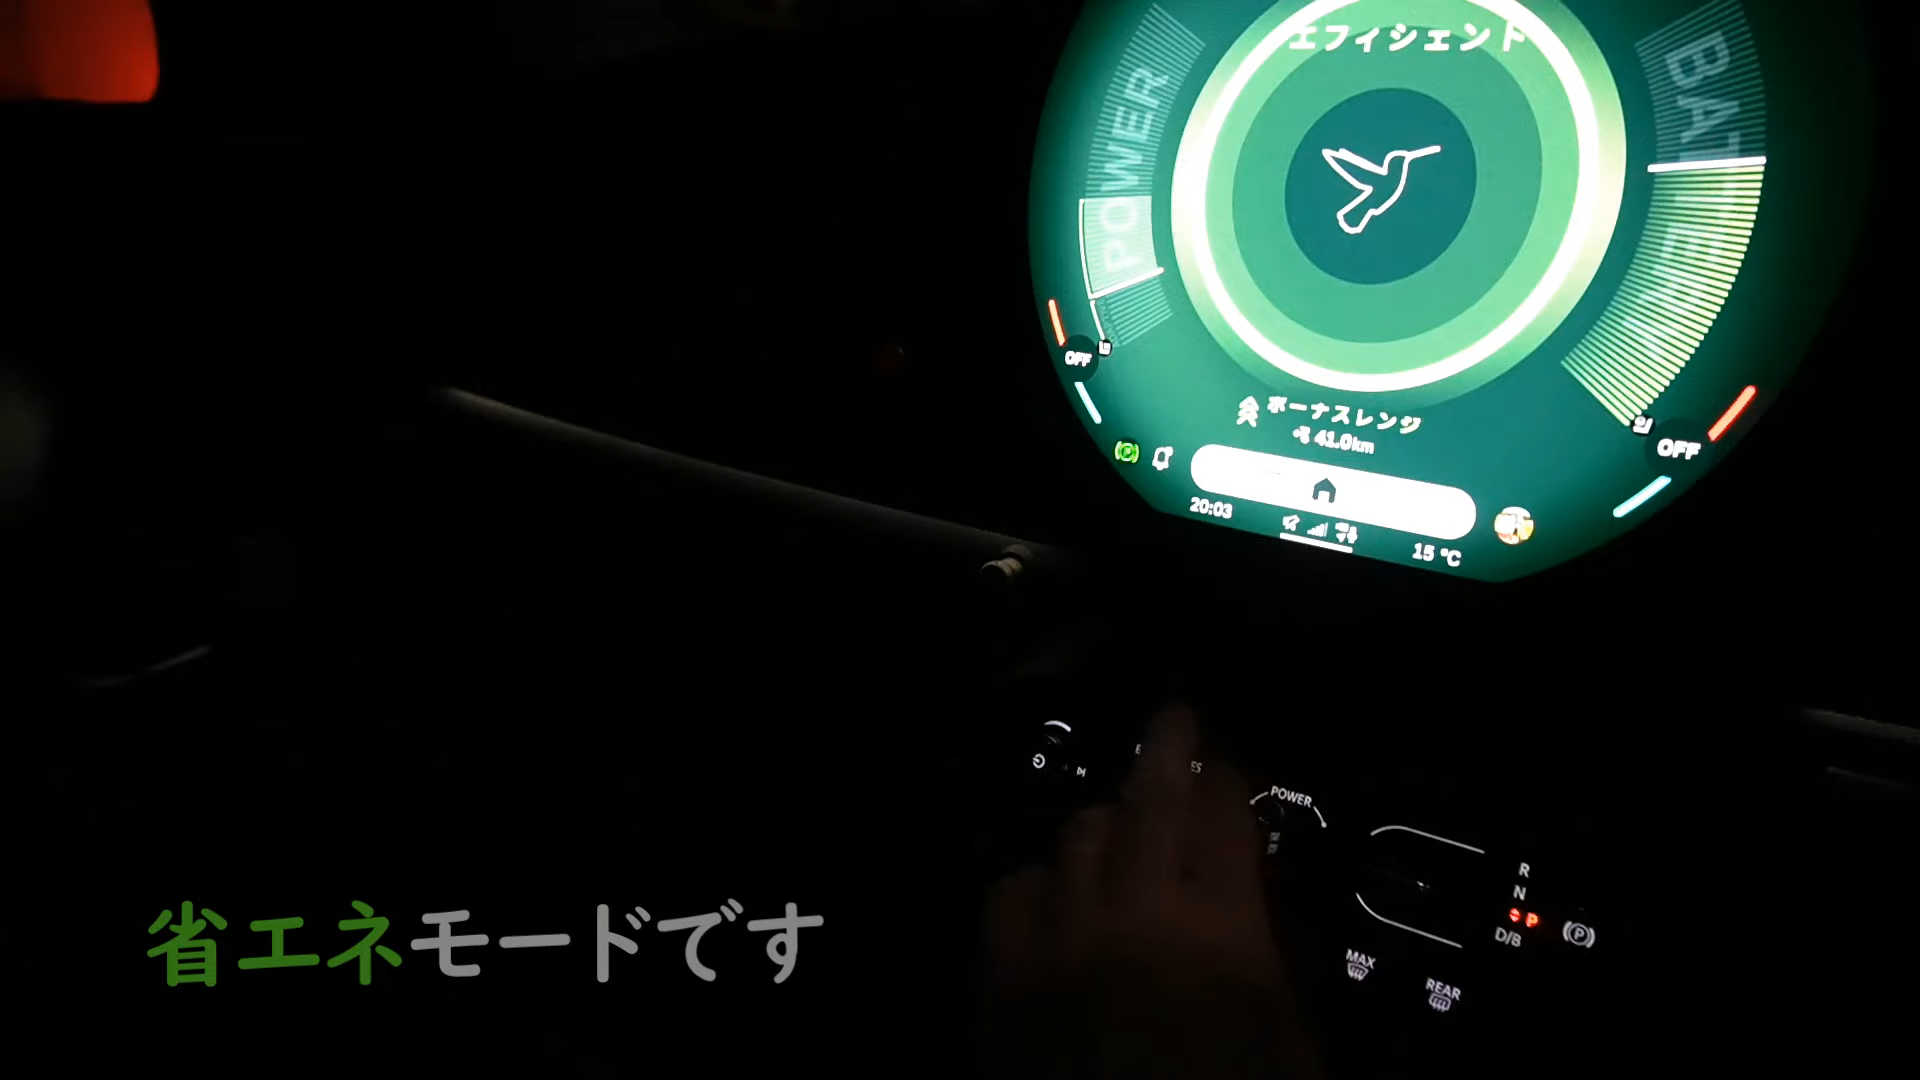 エフィシェント
POWER
BAT
OFF
ボーナスレンジ
41.0km
OFF
20:03
15 °C
ES
POWER
R
N
P
D/B
MAX
REAR
省エネモードです